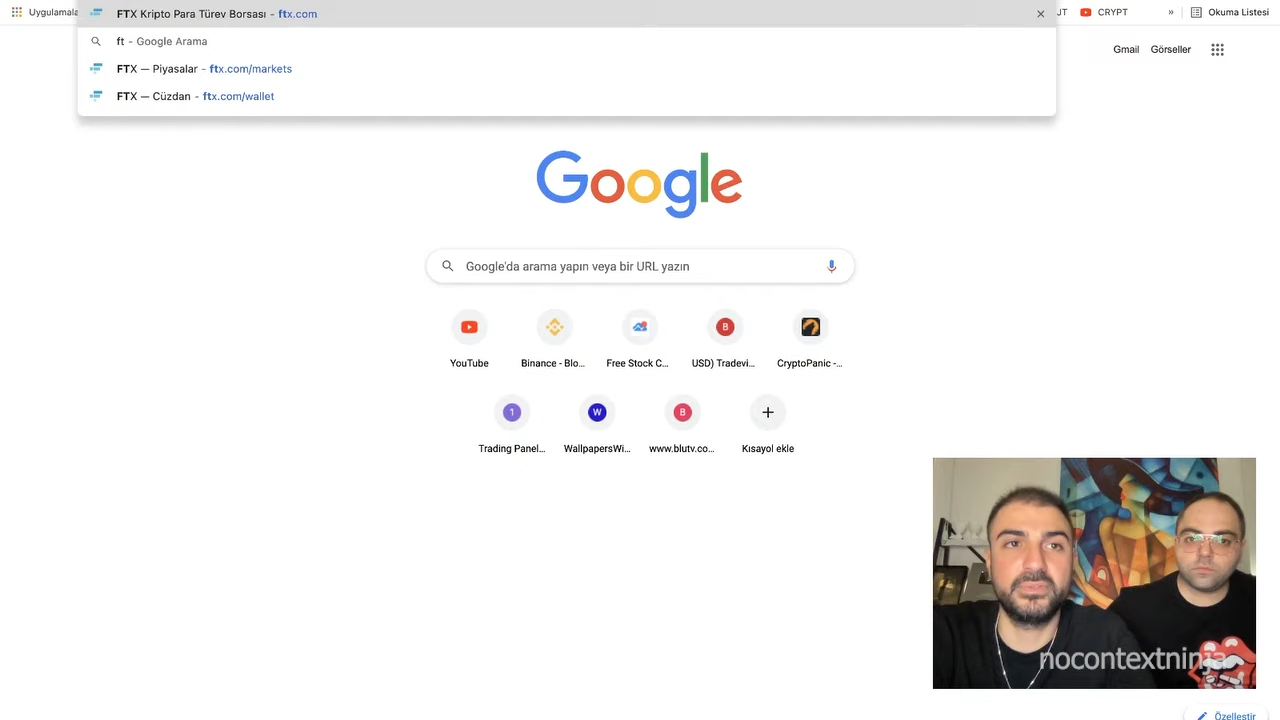 Uygulamala
FTX Kripto Para Türev Borsası - ftx.com
CRYPT
»
Okuma Listesi
ft - Google Arama
FTX — Piyasalar - ftx.com/markets
FTX — Cüzdan - ftx.com/wallet
Gmail
Görseller
Google
Google'da arama yapın veya bir URL yazın
YouTube
Binance - Blo...
Free Stock C...
USD) Tradevi...
CryptoPanic -...
Trading Panel...
WallpapersWi...
www.blutv.co...
Kısayol ekle
nocontextninja
Özelleştir